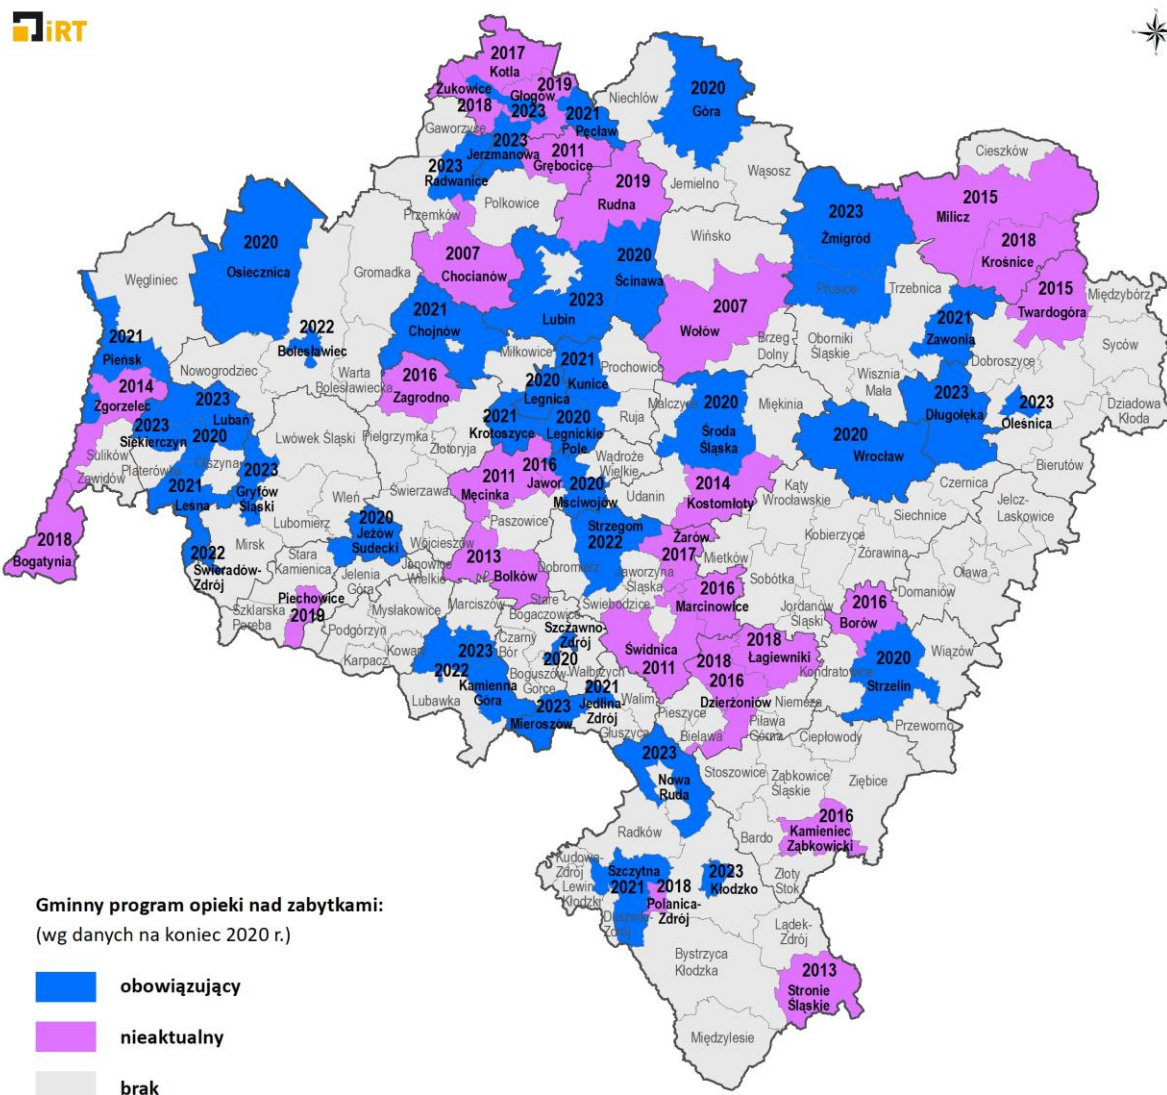 iRT
2017
Kotla
Żukowice
2018
2019
Głogów
2023
2021
Pęcław
Niechlów
2020
Góra
Gaworzyce
2023
Jerzmanowa
2011
Grębocice
2023
Radwanice
Jemielno
Wąsosz
Cieszków
2019
Rudna
Polkowice
Przemków
2015
Milicz
2018
Krośnice
2023
Żmigród
Wińsko
2020
Osiecznica
Węgliniec
Gromadka
2007
Chocianów
2020
Ścinawa
2015
Twardogóra
Międzybórz
Prusice
Trzebnica
2023
Lubin
2021
Chojnów
2007
Wołów
2021
Zawonia
Syców
2022
Bolesławiec
2021
Pieńsk
Brzeg
Dolny
Oborniki
Śląskie
Dobroszyce
Nowogrodziec
Warta
Bolesławiecka
Miłkowice
2021
Kunice
Prochowice
Wisznia
Mała
2016
Zagrodno
2020
Legnica
2014
Zgorzelec
2023
Lubań
2023
Długołęka
2023
Oleśnica
Dziadowa
Kłoda
Malczyce
2020
Środa
Śląska
Miękinia
2021
Krotoszyce
2020
Legnickie
Pole
Ruja
2023
Siekierczyn
2020
Lwówek Śląski
Pielgrzymka
Złotoryja
2020
Wrocław
Sulików
Zawidów
Platerówka
Olszyna
2023
Gryfów
Śląski
2021
Leśna
Wądroże
Wielkie
Bierutów
2011
Męcinka
2016
Jawor
2020
Mściwojów
Udanin
2014
Kostomłoty
Kąty
Wrocławskie
Czernica
Świerzawa
Wleń
Siechnice
Jelcz-
Laskowice
2018
Bogatynia
Lubomierz
2020
Jeżów
Sudecki
Paszowice
Strzegom
2022
Żarów
2017
Kobierzyce
Żórawina
Mirsk
Wojcieszów
2022
Świeradów-
Zdrój
Stara
Kamienica
Jelenia
Góra
Janowice
Wielkie
2013
Bolków
Dobromierz
Jaworzyna
Śląska
Mietków
Sobótka
Oława
Domaniów
Piechowice
2019
Szklarska
Poręba
Mysłakowice
Marciszów
Stare
Bogaczowice
Świebodzice
2016
Marcinowice
Jordanów
Śląski
2016
Borów
Podgórzyn
Karpacz
Kowary
Czarny
Bór
Szczawno-
Zdrój
2020
Świdnica
2011
2018
2018
Łagiewniki
Kondratowice
2020
Strzelin
Wiązów
2023
Kamienna
Góra
2022
Lubawka
Boguszów-
Gorce
Wałbrzych
2021
Jedlina-
Zdrój
Walim
2016
Dzierżoniów
Niemcza
2023
Mieroszów
Głuszyca
Pieszyce
Bielawa
Piława
Górna
Przeworno
Ciepłowody
2023
Nowa
Ruda
Stoszowice
Ząbkowice
Śląskie
Ziębice
Radków
Bardo
2016
Kamieniec
Ząbkowicki
Kudowa-
Zdrój
Lewin
Kłodzki
Szczytna
2021
Duszniki-
Zdrój
2018
Polanica-
Zdrój
2023
Kłodzko
Złoty
Stok
Lądek-
Zdrój
Bystrzyca
Kłodzka
2013
Stronie
Śląskie
Międzylesie
Gminny program opieki nad zabytkami:
(wg danych na koniec 2020 r.)
obowiązujący
nieaktualny
brak